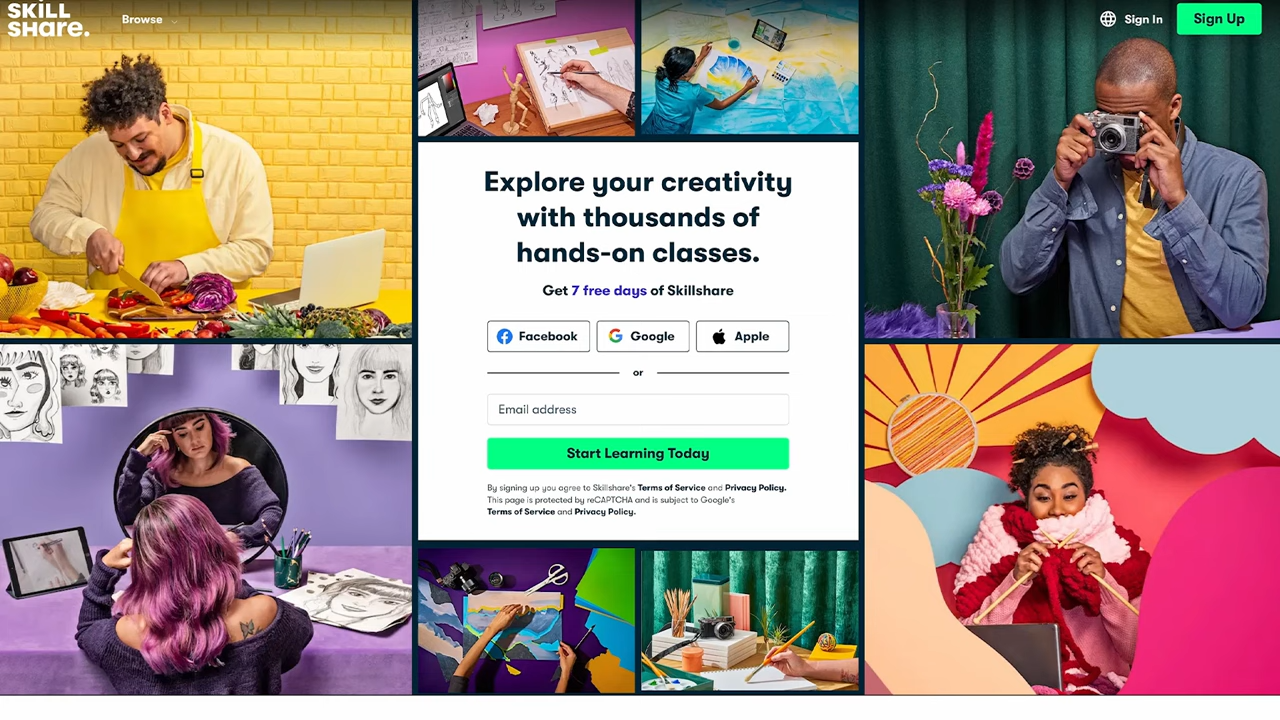 SKiLL
SHare.
Browse
Sign In
Sign Up
Explore your creativity
with thousands of
hands-on classes.
Get 7 free days of Skillshare
Facebook
Google
Apple
or
Email address
Start Learning Today
By signing up you agree to Skillshare's Terms of Service and Privacy Policy.
This page is protected by reCAPTCHA and is subject to Google's
Terms of Service and Privacy Policy.